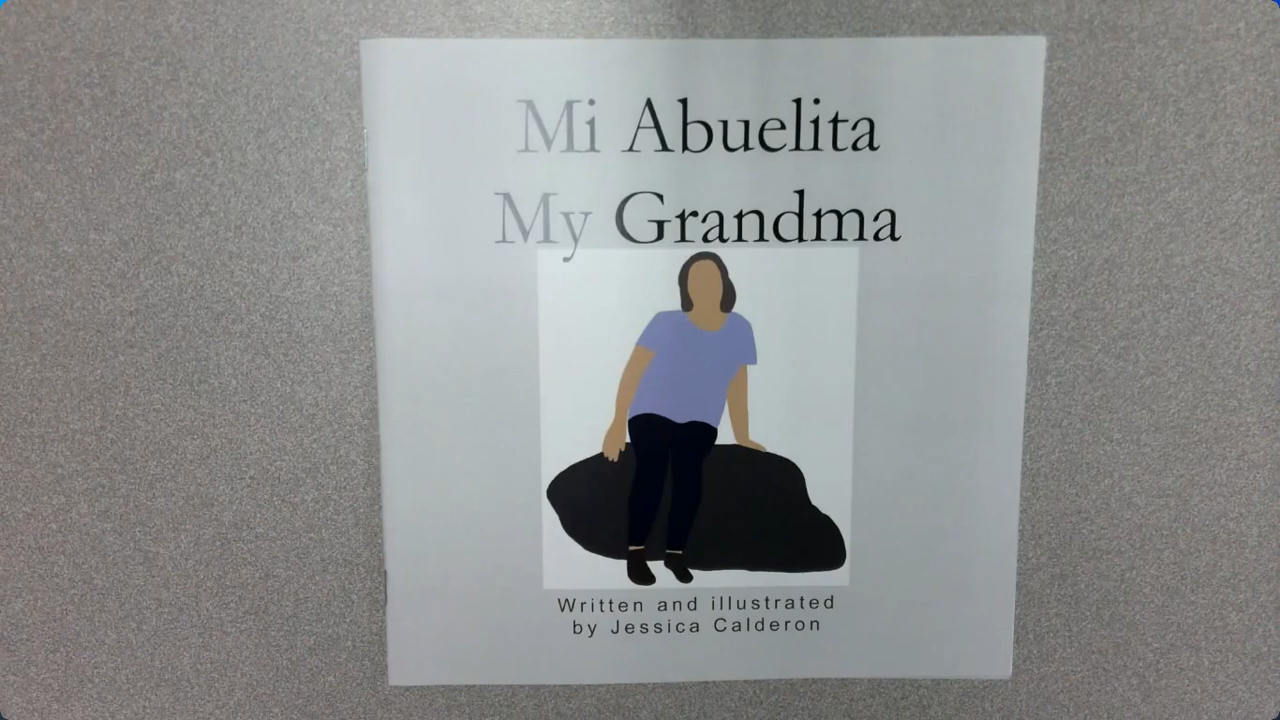 Mi Abuelita
My Grandma
Written and illustrated
by Jessica Calderon